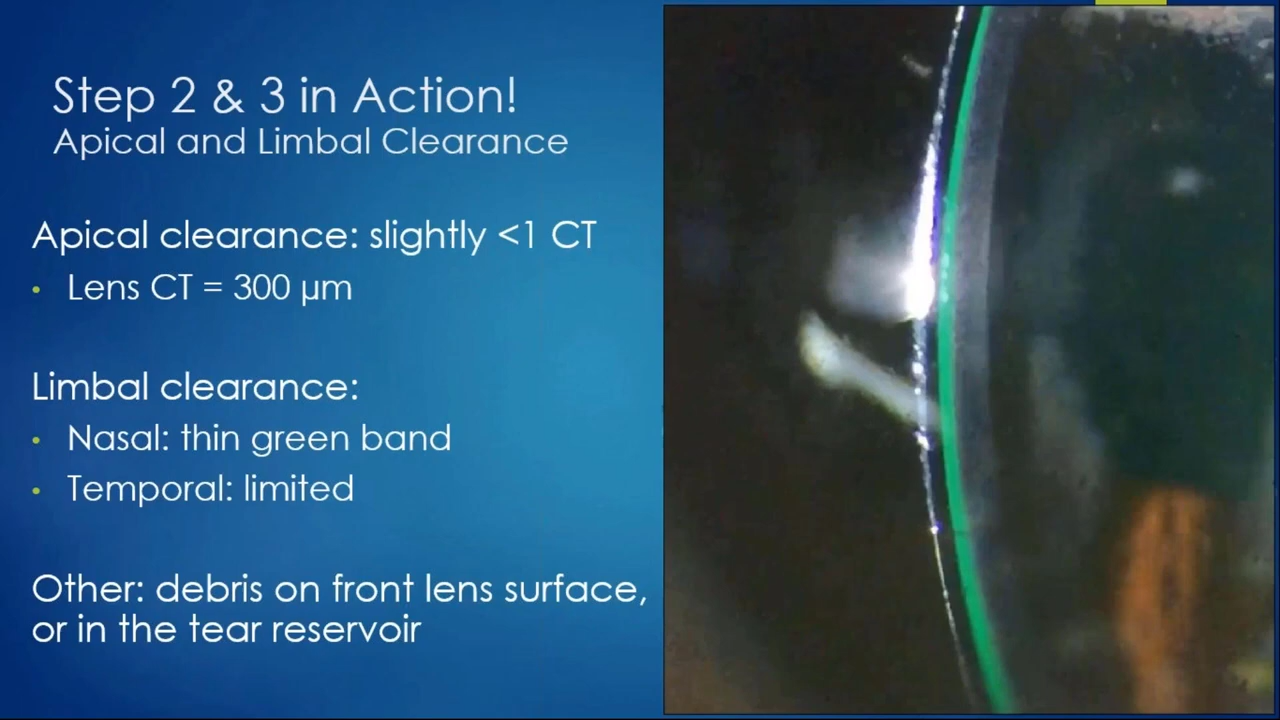 Step 2 & 3 in Action!
Apical and Limbal Clearance
Apical clearance: slightly <1 CT
• Lens CT = 300 µm
Limbal clearance:
• Nasal: thin green band
• Temporal: limited
Other: debris on front lens surface,
or in the tear reservoir